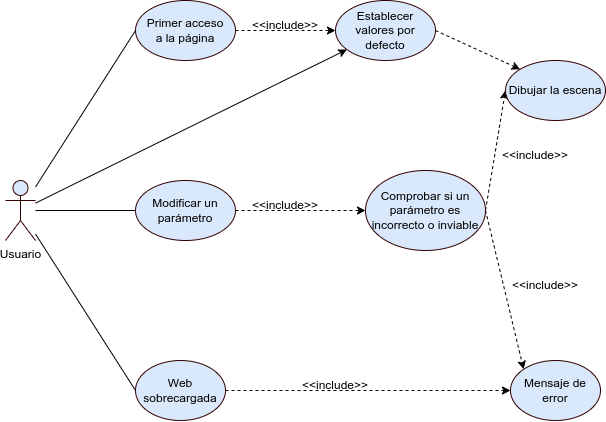 Primer acceso
a la página
<<include>>
Establecer
valores por
defecto
Dibujar la escena
<<include>>
Modificar un
parámetro
<<include>>
Comprobar si un
parámetro es
incorrecto o inviable
Usuario
<<include>>
Web
sobrecargada
<<include>>
Mensaje de
error